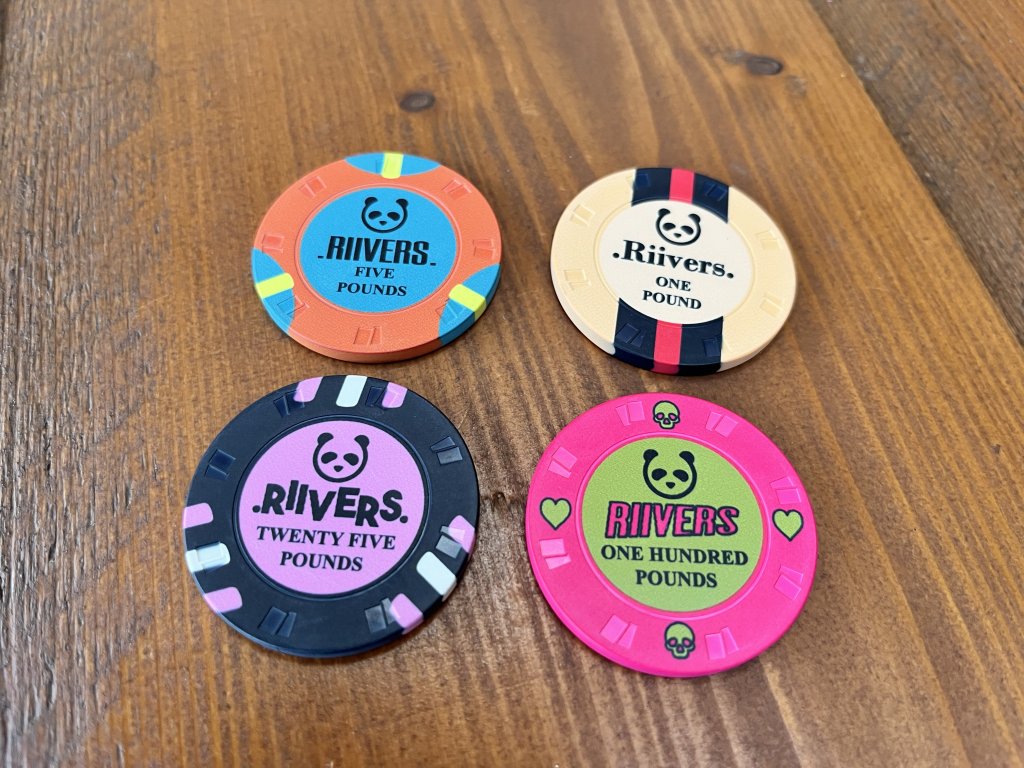 .RIIVERS.
FIVE
POUNDS
.Riivers.
ONE
POUND
.RIIVERS.
TWENTY FIVE
POUNDS
RIIVERS
ONE HUNDRED
POUNDS